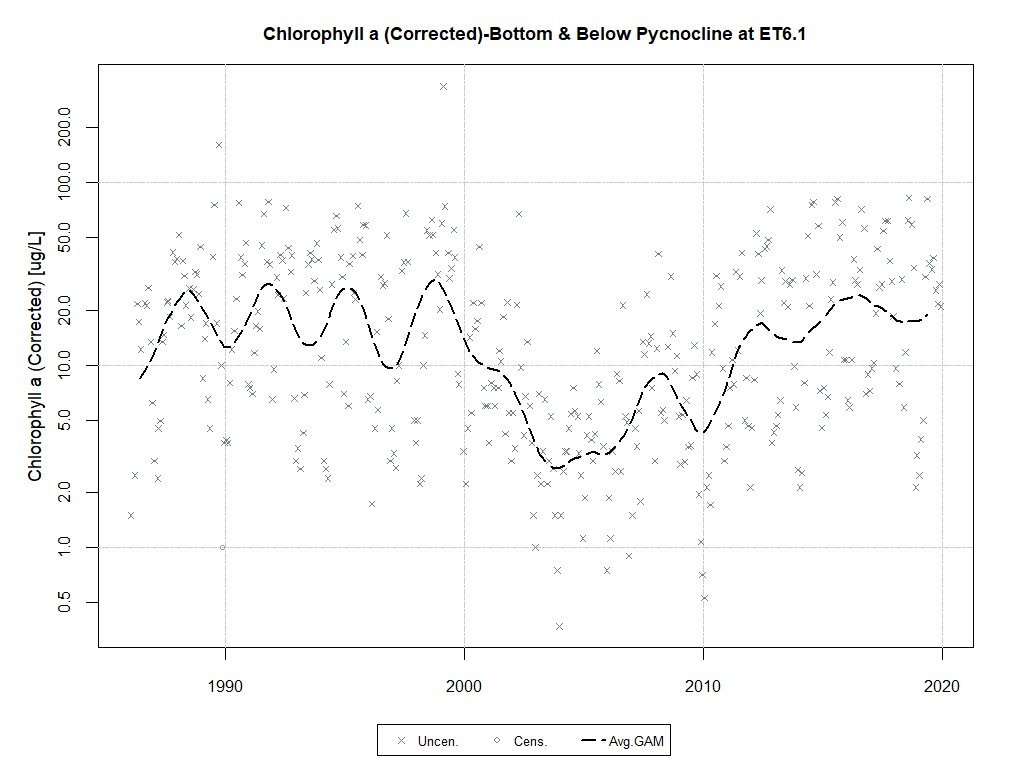 Chlorophyll a (Corrected)-Bottom & Below Pycnocline at ET6.1
Chlorophyll a (Corrected) [ug/L]
200.0
100.0
50.0
20.0
10.0
5.0
2.0
1.0
0.5
1990 2000 2010 2020
Uncen. Cens. Avg.GAM